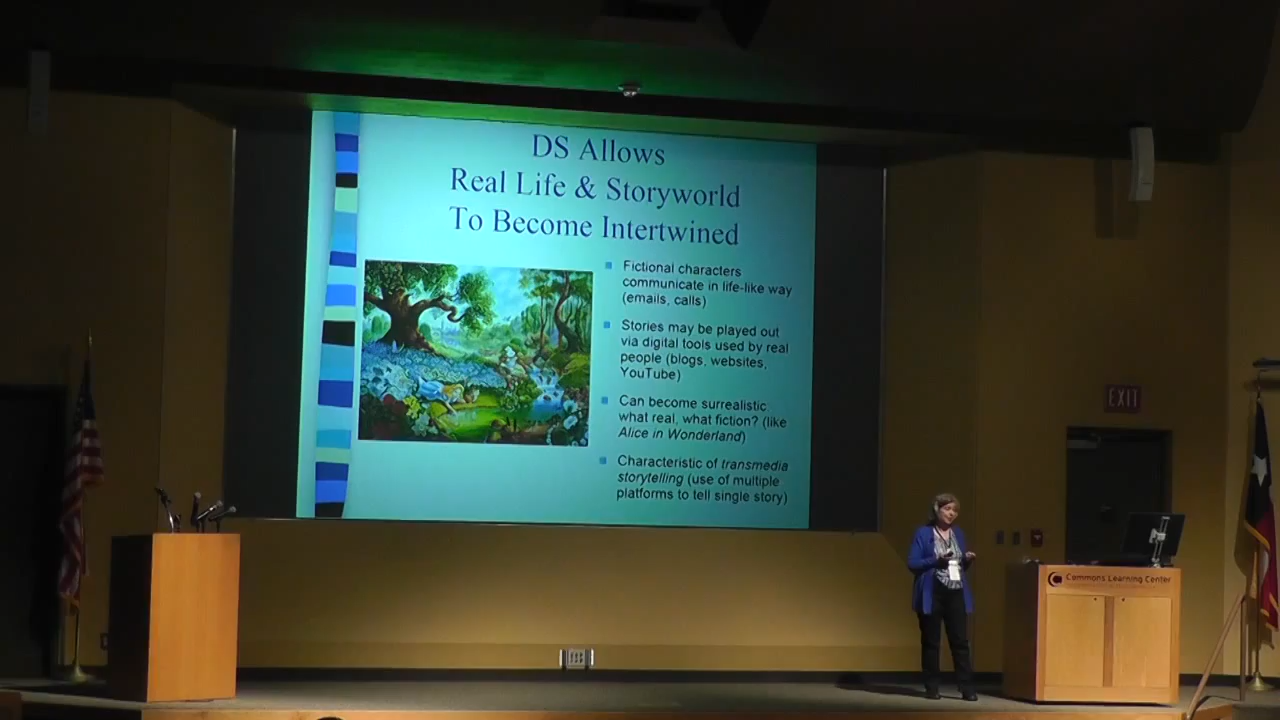 DS Allows
Real Life & Storyworld
To Become Intertwined
Fictional characters
communicate in life-like way
(emails, calls)
Stories may be played out
via digital tools used by real
people (blogs, websites,
YouTube)
Can become surrealistic:
what real, what fiction? (like
Alice in Wonderland)
Characteristic of transmedia
storytelling (use of multiple
platforms to tell single story)
EXIT
Commons Learning Center